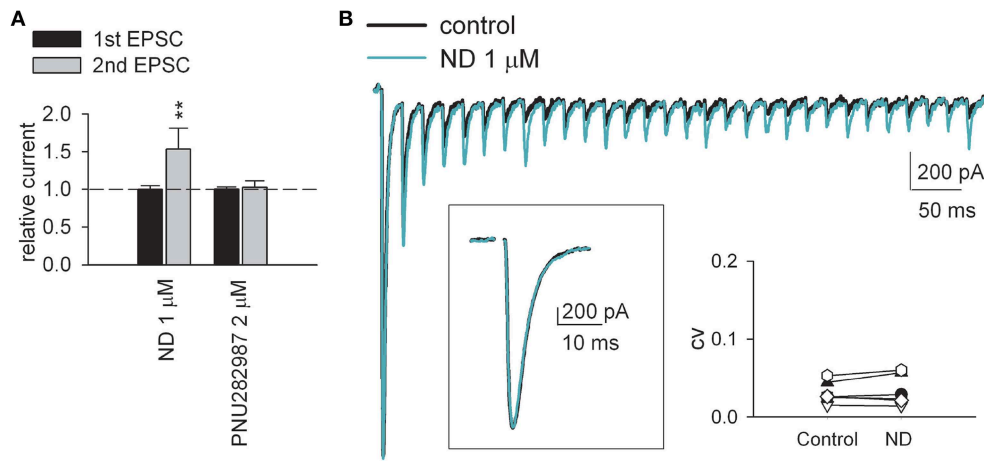 A
1st EPSC
2nd EPSC
relative current
2.0
1.5
1.0
0.5
0.0
**
ND 1 μM
PNU282987 2 μM
B
control
ND 1 μM
200 pA
50 ms
200 pA
10 ms
cv
0.2
0.1
0.0
Control
ND